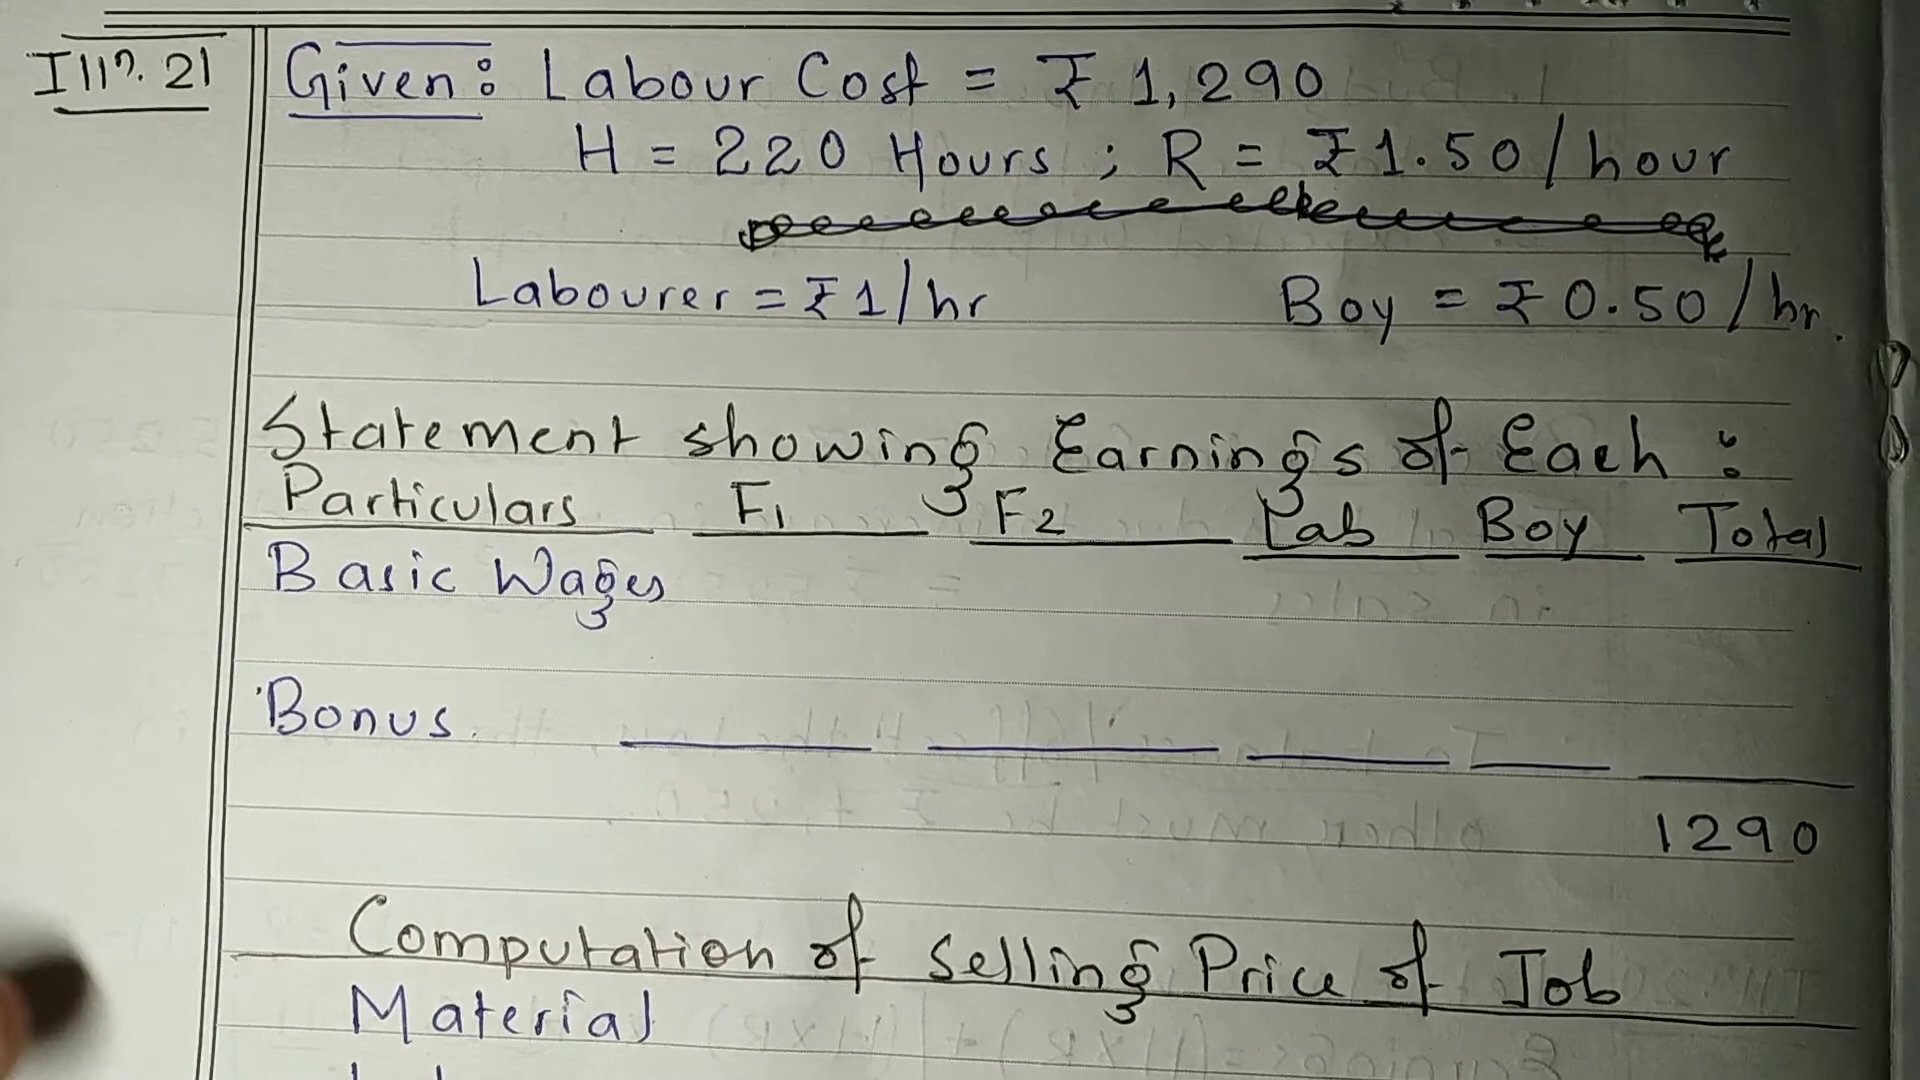 Illn. 21
Given: Labour Cost = ₹ 1,290
H = 220 Hours ; R = ₹1.50/hour
Labourer = ₹1/hr Boy = ₹0.50/hr.
Statement showing Earnings of Each :
Particulars F1 F2 Lab Boy Total
Basic Wages
Bonus
1290
Computation of Selling Price of Job
Material